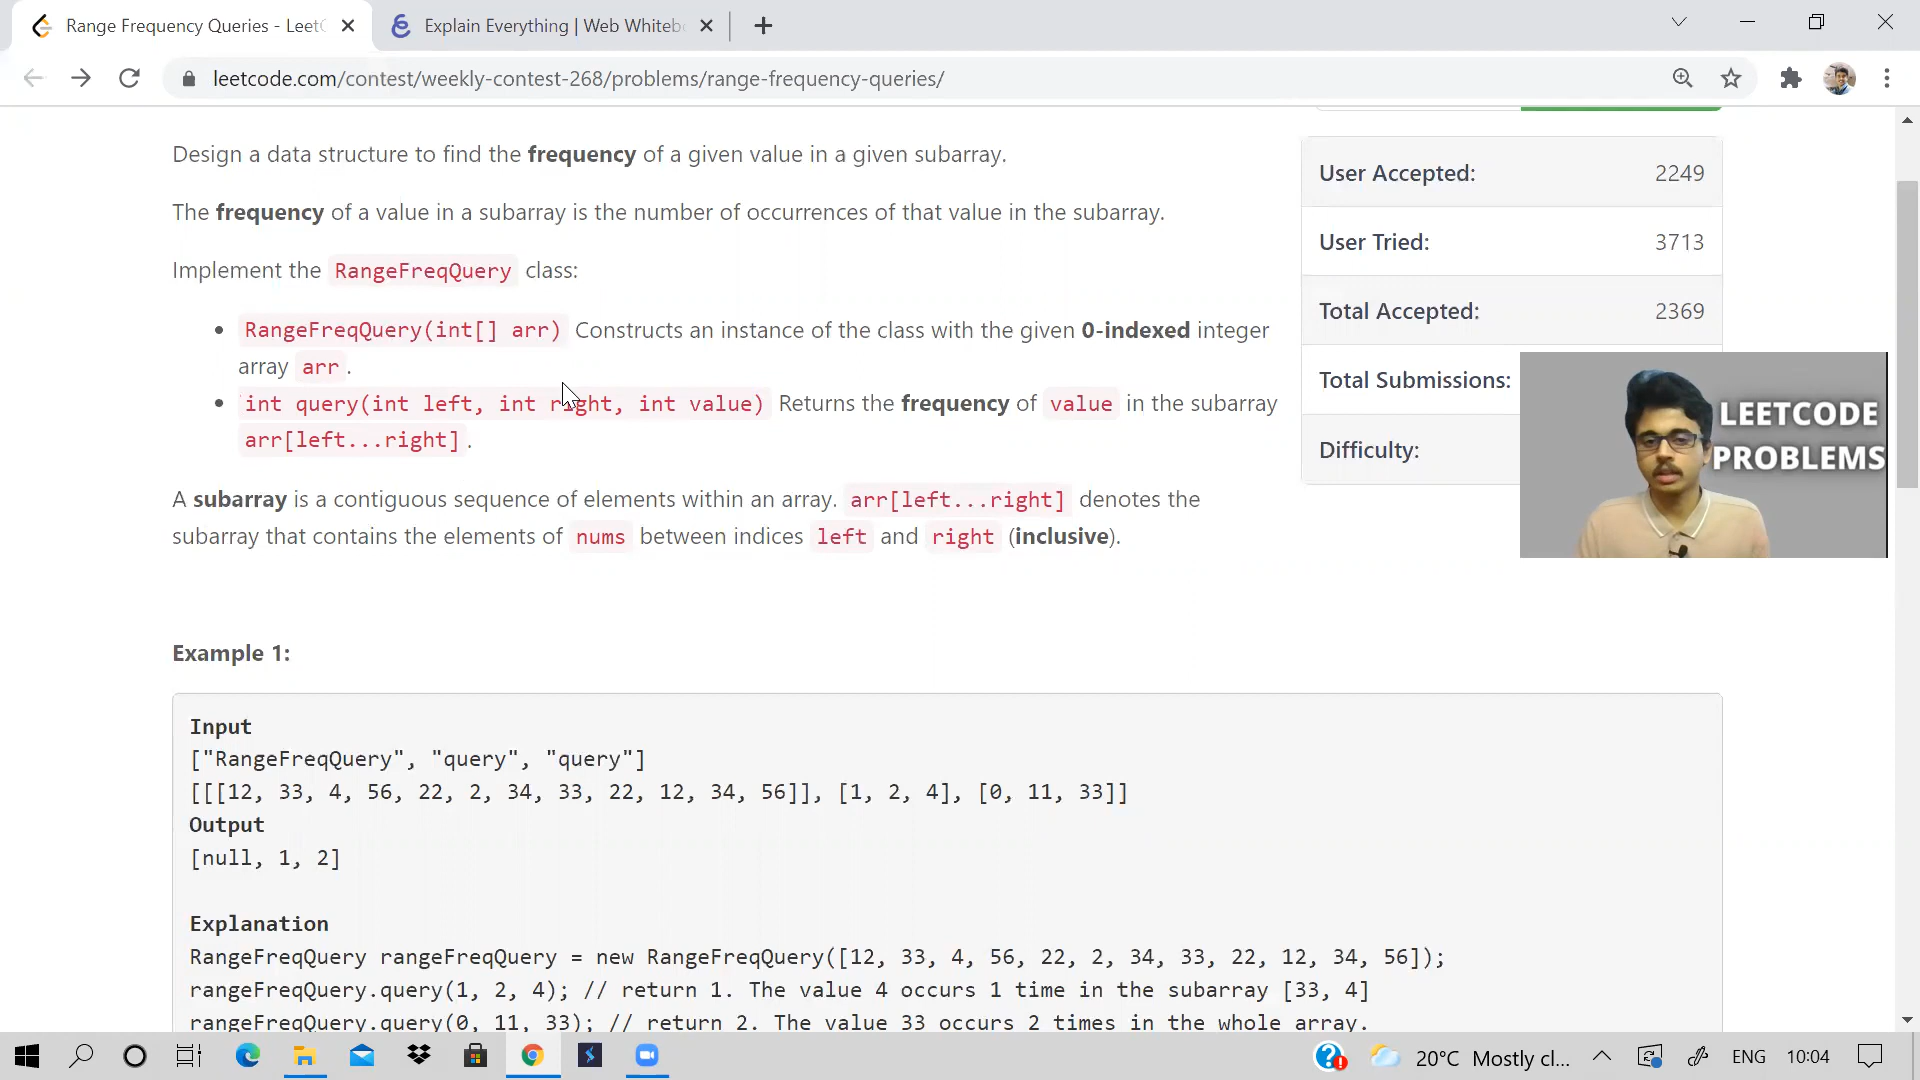 Range Frequency Queries - LeetC
Explain Everything | Web Whitebo
leetcode.com/contest/weekly-contest-268/problems/range-frequency-queries/
Design a data structure to find the frequency of a given value in a given subarray.
The frequency of a value in a subarray is the number of occurrences of that value in the subarray.
Implement the RangeFreqQuery class:
• RangeFreqQuery(int[] arr) Constructs an instance of the class with the given 0-indexed integer
array arr.
• int query(int left, int right, int value) Returns the frequency of value in the subarray
arr[left...right].
A subarray is a contiguous sequence of elements within an array. arr[left...right] denotes the
subarray that contains the elements of nums between indices left and right (inclusive).
User Accepted: 2249
User Tried: 3713
Total Accepted: 2369
Total Submissions:
Difficulty:
LEETCODE
PROBLEMS
Example 1:
Input
["RangeFreqQuery", "query", "query"]
[[[12, 33, 4, 56, 22, 2, 34, 33, 22, 12, 34, 56]], [1, 2, 4], [0, 11, 33]]
Output
[null, 1, 2]
Explanation
RangeFreqQuery rangeFreqQuery = new RangeFreqQuery([12, 33, 4, 56, 22, 2, 34, 33, 22, 12, 34, 56]);
rangeFreqQuery.query(1, 2, 4); // return 1. The value 4 occurs 1 time in the subarray [33, 4]
rangeFreqQuery.query(0, 11, 33); // return 2. The value 33 occurs 2 times in the whole array.
20°C Mostly cl... ENG 10:04